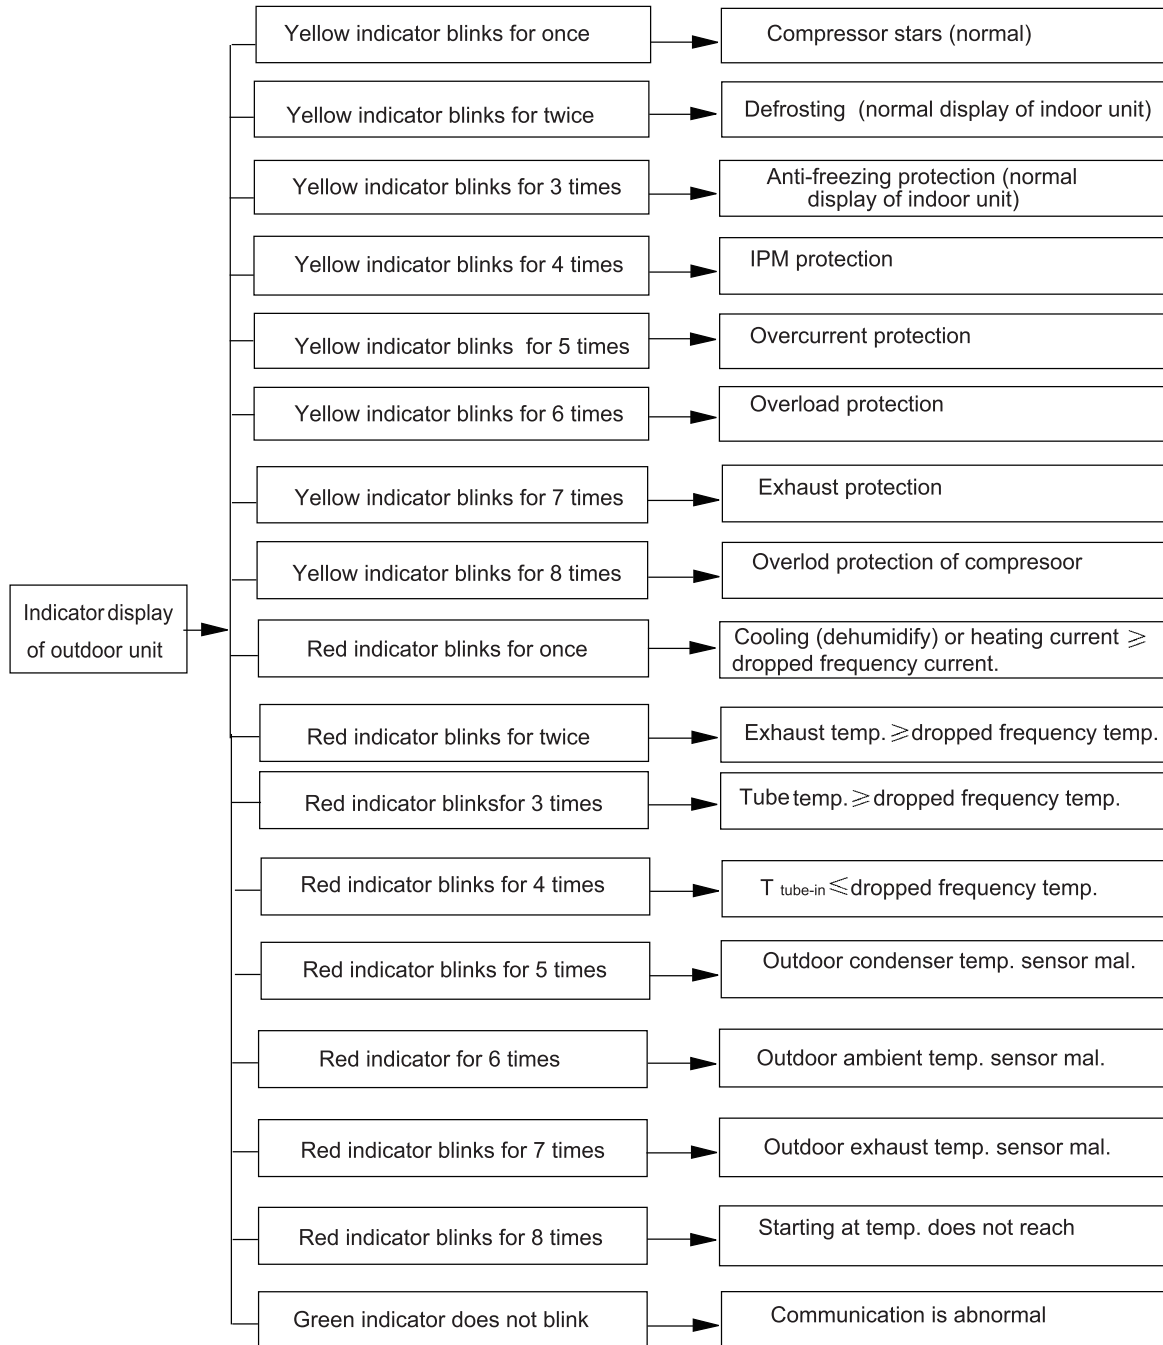 Yellow indicator blinks for once
Compressor stars (normal)
Yellow indicator blinks for twice
Defrosting (normal display of indoor unit)
Yellow indicator blinks for 3 times
Anti-freezing protection (normal
display of indoor unit)
Yellow indicator blinks for 4 times
IPM protection
Yellow indicator blinks for 5 times
Overcurrent protection
Yellow indicator blinks for 6 times
Overload protection
Yellow indicator blinks for 7 times
Exhaust protection
Yellow indicator blinks for 8 times
Overlod protection of compresoor
Indicator display
of outdoor unit
Red indicator blinks for once
Cooling (dehumidify) or heating current ⩾
dropped frequency current.
Red indicator blinks for twice
Exhaust temp. ⩾dropped frequency temp.
Red indicator blinksfor 3 times
Tube temp. ⩾dropped frequency temp.
Red indicator blinks for 4 times
T tube-in ⩽dropped frequency temp.
Red indicator blinks for 5 times
Outdoor condenser temp. sensor mal.
Red indicator for 6 times
Outdoor ambient temp. sensor mal.
Red indicator blinks for 7 times
Outdoor exhaust temp. sensor mal.
Red indicator blinks for 8 times
Starting at temp. does not reach
Green indicator does not blink
Communication is abnormal